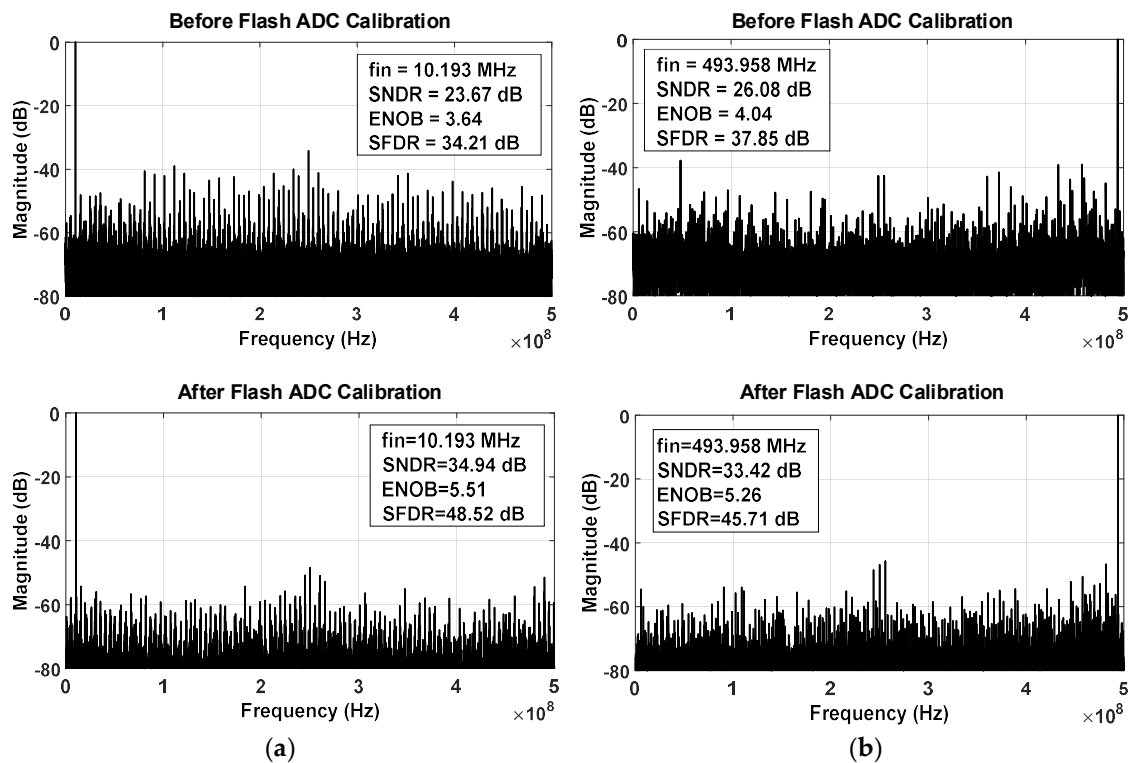 Before Flash ADC Calibration
fin = 10.193 MHz
SNDR = 23.67 dB
ENOB = 3.64
SFDR = 34.21 dB
Magnitude (dB)
0
-20
-40
-60
-80
0 1 2 3 4 5
Frequency (Hz)
×10^8
Before Flash ADC Calibration
fin = 493.958 MHz
SNDR = 26.08 dB
ENOB = 4.04
SFDR = 37.85 dB
Magnitude (dB)
0
-20
-40
-60
-80
0 1 2 3 4 5
Frequency (Hz)
×10^8
After Flash ADC Calibration
fin=10.193 MHz
SNDR=34.94 dB
ENOB=5.51
SFDR=48.52 dB
Magnitude (dB)
0
-20
-40
-60
-80
0 1 2 3 4 5
Frequency (Hz)
×10^8
(a)
After Flash ADC Calibration
fin=493.958 MHz
SNDR=33.42 dB
ENOB=5.26
SFDR=45.71 dB
Magnitude (dB)
0
-20
-40
-60
-80
0 1 2 3 4 5
Frequency (Hz)
×10^8
(b)